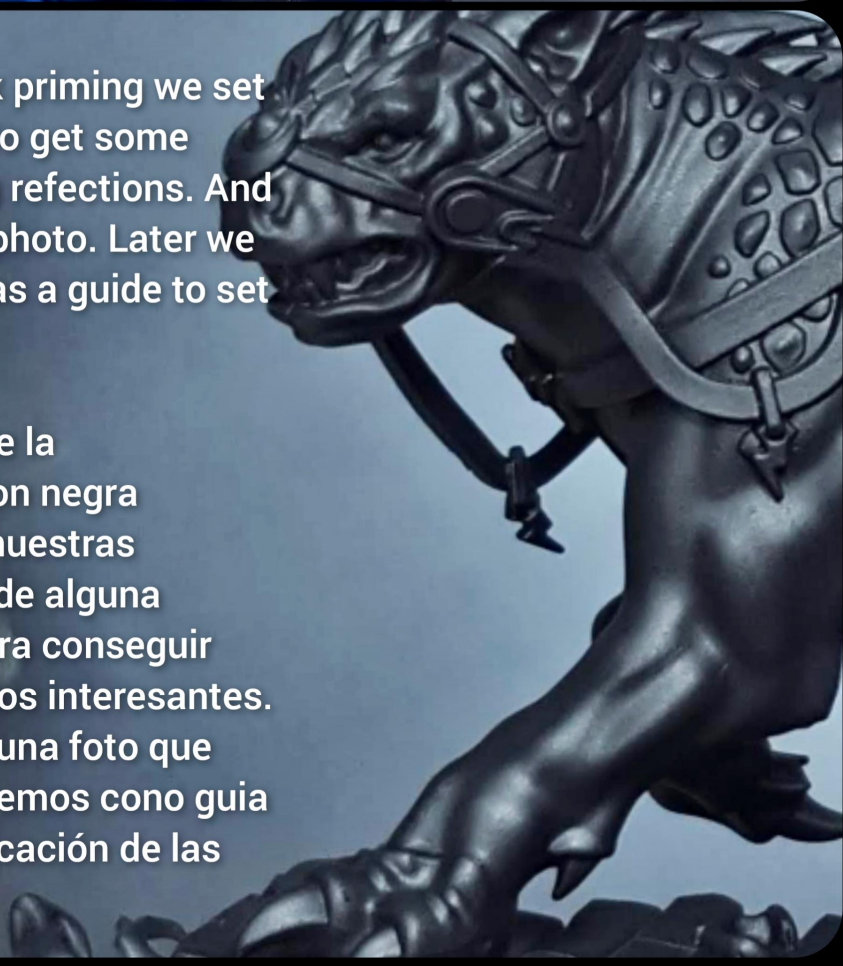 priming we set
o get some
refections. And
photo. Later we
as a guide to set
e la
on negra
nuestras
de alguna
ra conseguir
os interesantes.
una foto que
emos cono guia
cación de las